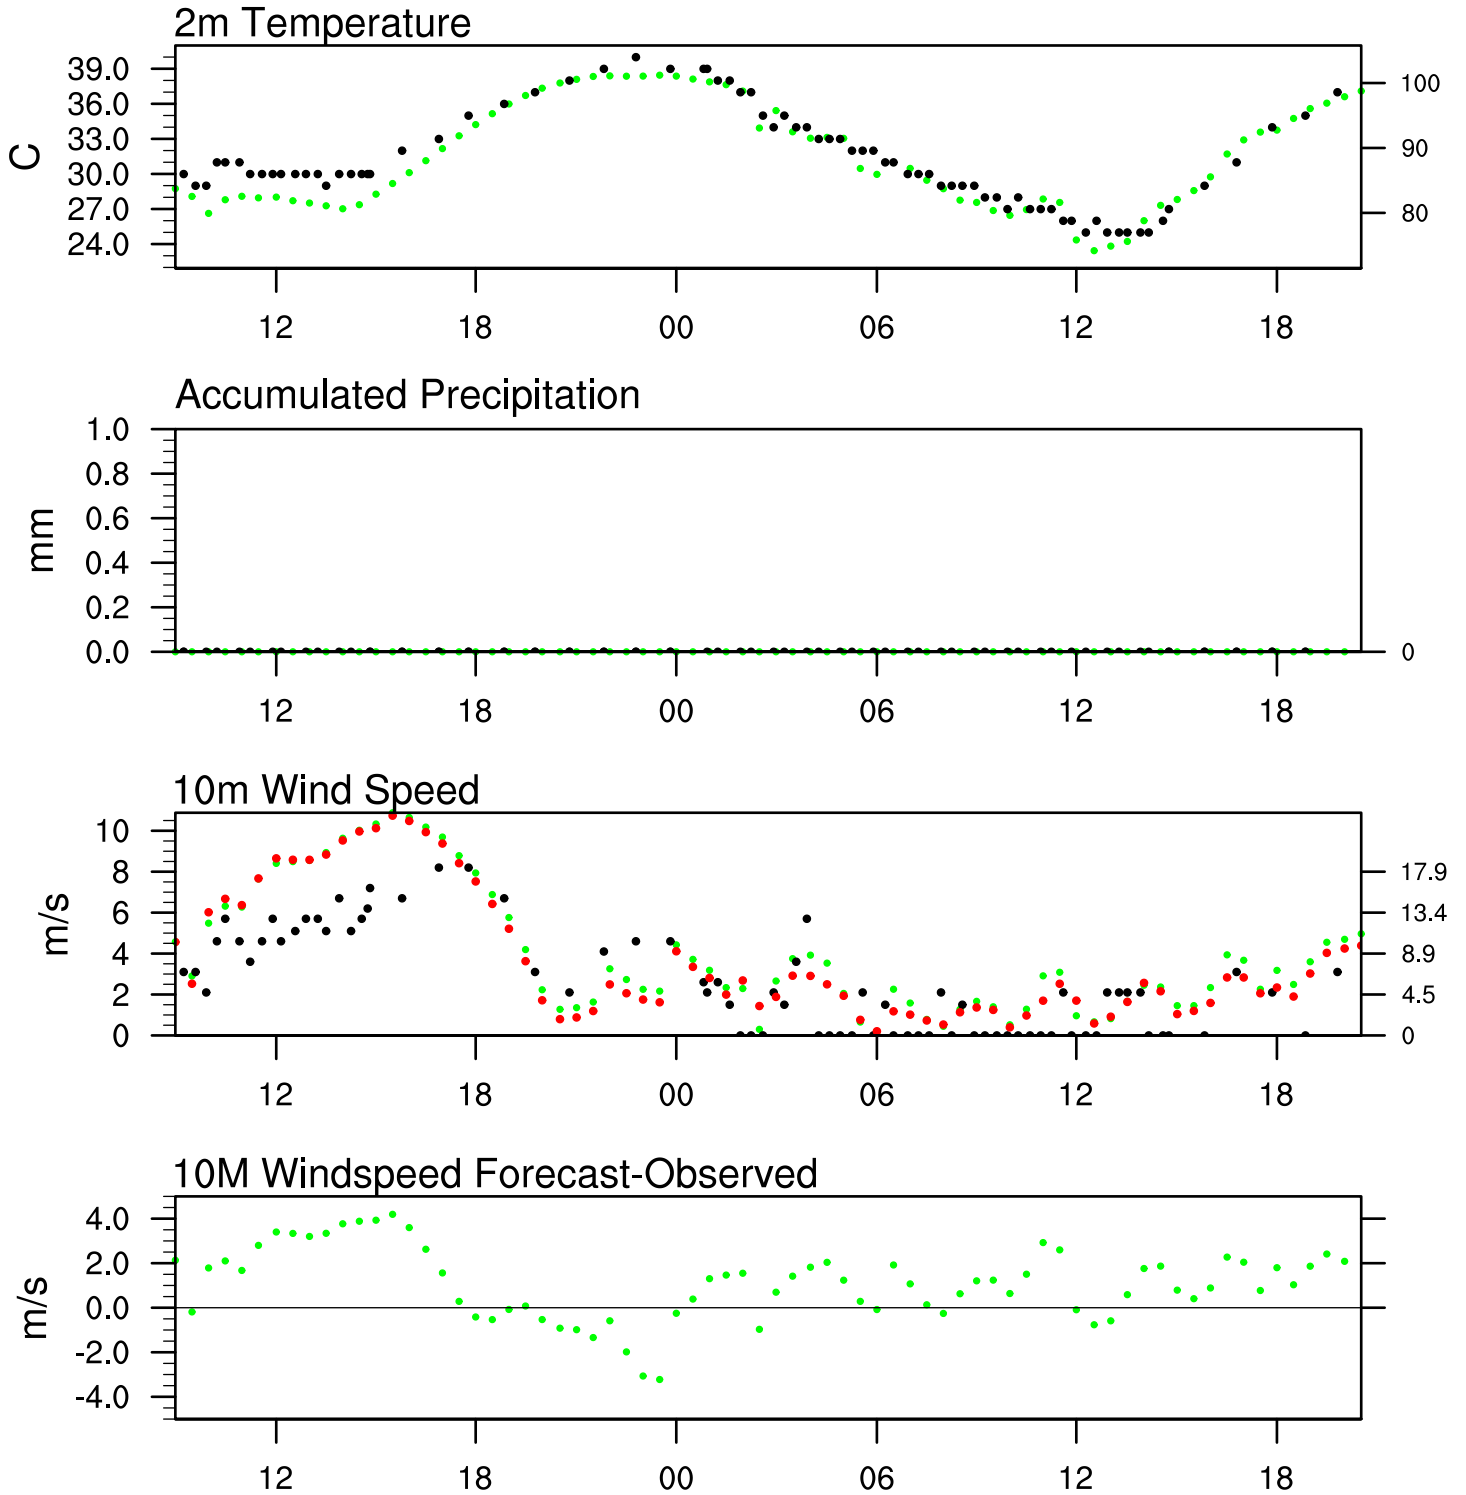 2m Temperature
39.0
36.0
33.0
30.0
27.0
24.0
C
100
90
80
12 18 00 06 12 18
Accumulated Precipitation
1.0
0.8
0.6
0.4
0.2
0.0
mm
0
12 18 00 06 12 18
10m Wind Speed
10
8
6
4
2
0
m/s
17.9
13.4
8.9
4.5
0
12 18 00 06 12 18
10M Windspeed Forecast-Observed
4.0
2.0
0.0
-2.0
-4.0
m/s
12 18 00 06 12 18